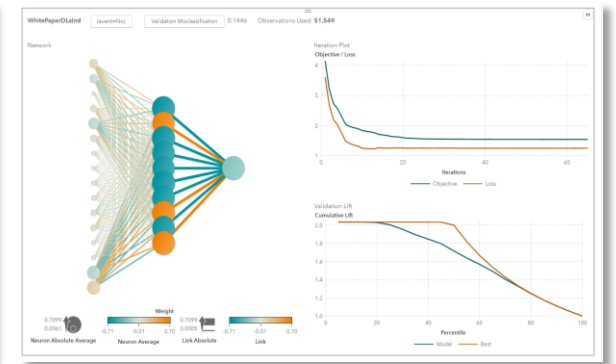 WhitePaperDLsInd (event=No) Validation Misclassification 0.1446 Observations Used 51,549
Network
Iteration Plot
Objective / Loss
4
3
2
1
0 20 40 60
Iterations
Objective Loss
Validation Lift
Cumulative Lift
2.0
1.8
1.6
1.4
1.2
1.0
0 20 40 60 80 100
Percentile
Model Best
Weight
0.7099
0.0061
-0.71 -0.01 0.70
0.7099
0.0005
-0.71 -0.01 0.70
Neuron Absolute Average Neuron Average Link Absolute Link